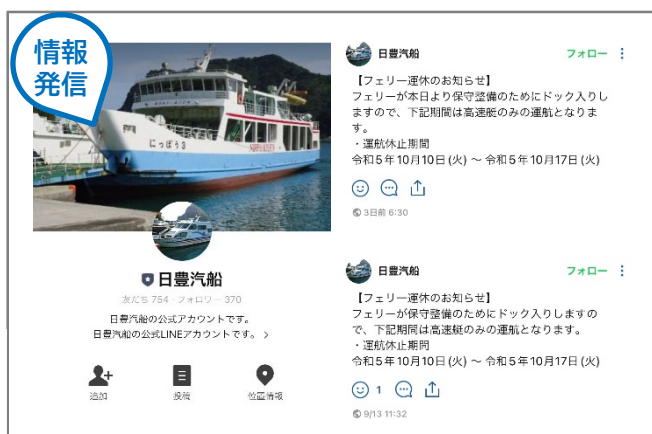 情報
発信
にっぽう3
日豊汽船
友だち 754・フォロワー 370
日豊汽船の公式アカウントです。
日豊汽船の公式LINEアカウントです。
追加
投稿
位置情報
日豊汽船
フォロー
【フェリー運休のお知らせ】
フェリーが本日より保守整備のためにドック入りし
ますので、下記期間は高速艇のみの運航となりま
す。
・運航休止期間
令和5年10月10日(火) ～ 令和5年10月17日(火)
3日前 6:30
日豊汽船
フォロー
【フェリー運休のお知らせ】
フェリーが保守整備のためにドック入りしますの
で、下記期間は高速艇のみの運航となります。
・運航休止期間
令和5年10月10日(火) ～ 令和5年10月17日(火)
1
9/13 11:32